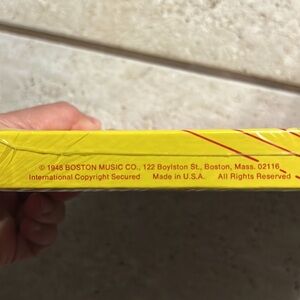 © 1948 BOSTON MUSIC CO., 122 Boylston St., Boston, Mass. 02116
International Copyright Secured Made in U.S.A. All Rights Reserved